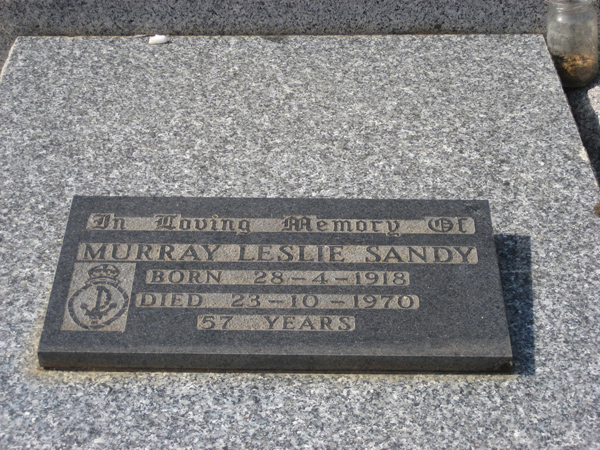 In Loving Memory Of
MURRAY LESLIE SANDY
BORN 28-4-1918
DIED 23-10-1970
57 YEARS